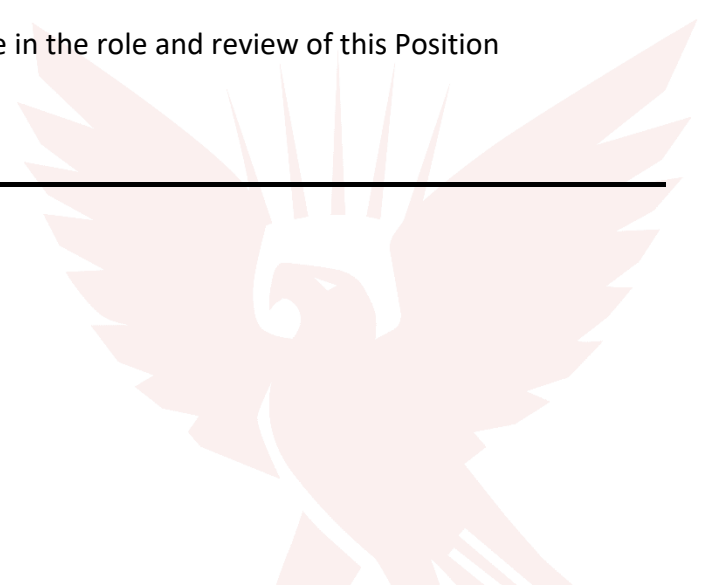 e in the role and review of this Position